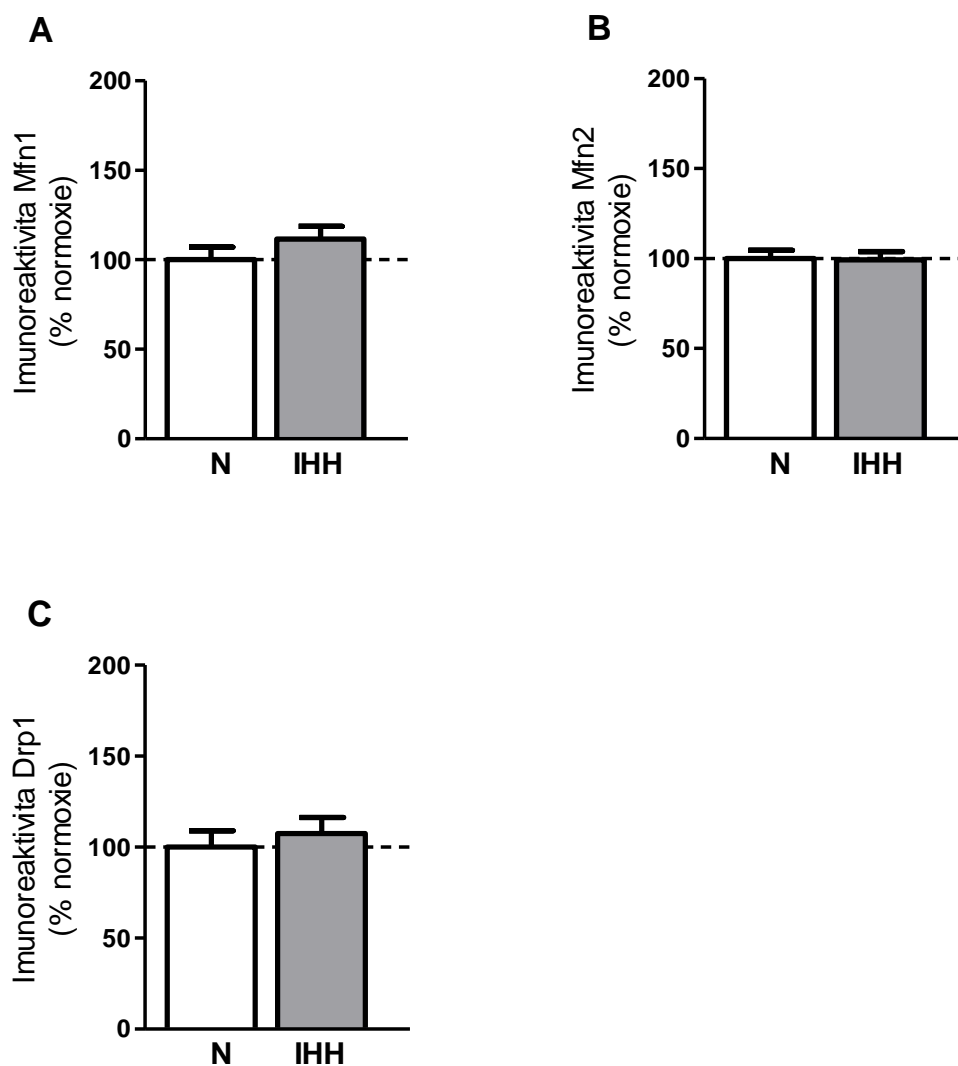 A
Imunoreaktivita Mfn1
(% normoxie)
200
150
100
50
0
N IHH
B
Imunoreaktivita Mfn2
(% normoxie)
200
150
100
50
0
N IHH
C
Imunoreaktivita Drp1
(% normoxie)
200
150
100
50
0
N IHH